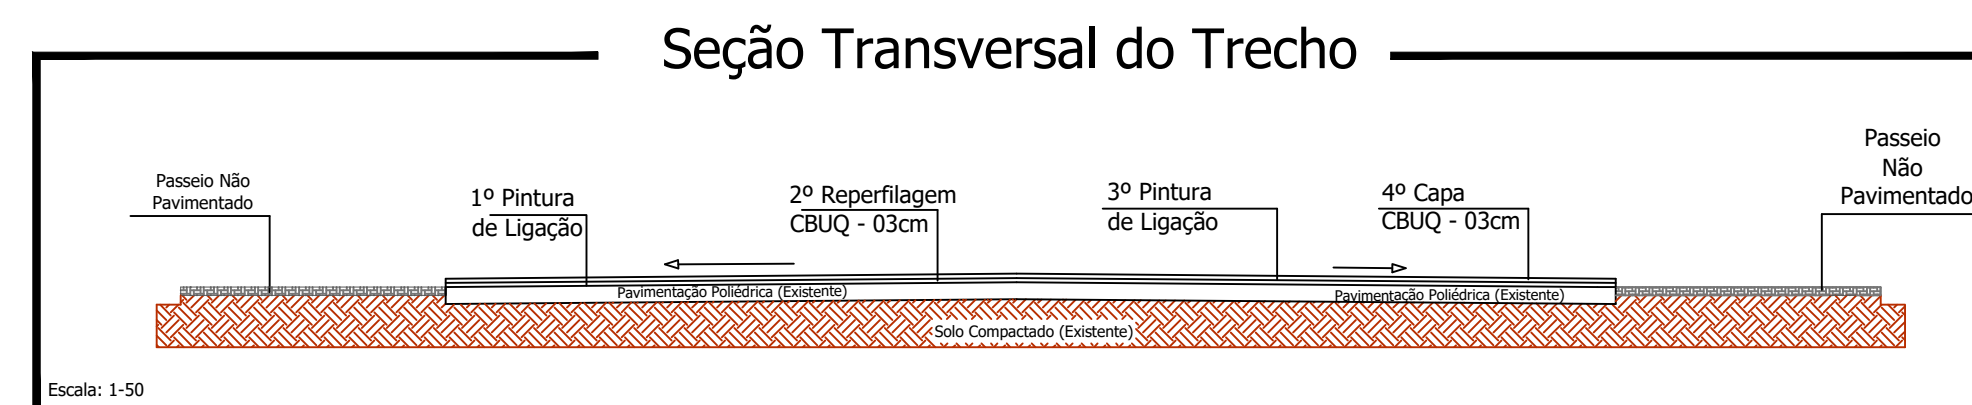 Seção Transversal do Trecho
Passeio Não
Pavimentado
1º Pintura
de Ligação
2º Reperfilagem
CBUQ - 03cm
3º Pintura
de Ligação
4º Capa
CBUQ - 03cm
Passeio
Não
Pavimentado
Pavimentação Poliédrica (Existente)
Pavimentação Poliédrica (Existente)
Solo Compactado (Existente)
Escala: 1-50